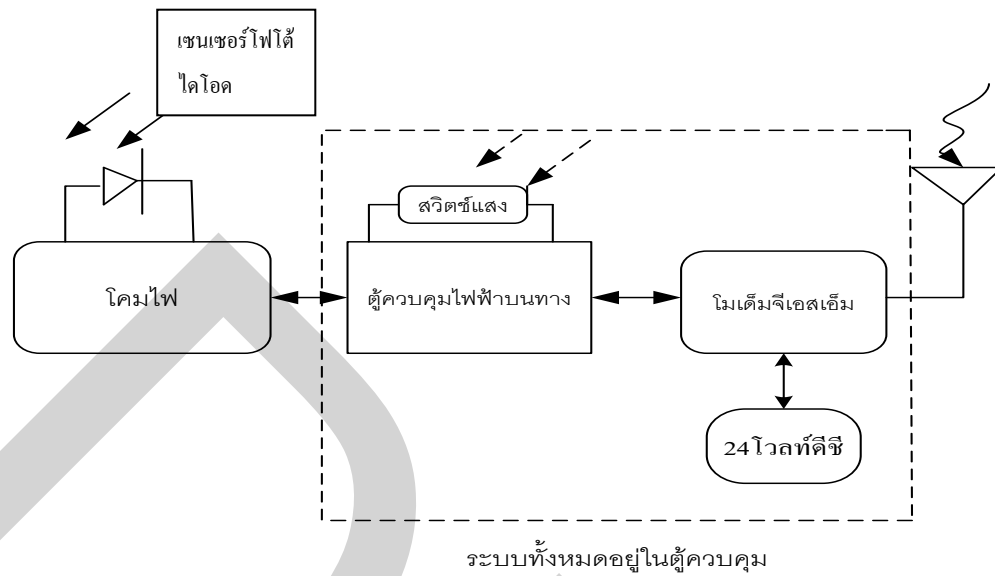 เซนเซอร์โฟโต้
ไดโอด
สวิตซ์แสง
โคมไฟ
ตู้ควบคุมไฟฟ้าบนทาง
โมเด็มจีเอสเอ็ม
24โวลท์ดีซี
ระบบทั้งหมดอยู่ในตู้ควบคุม